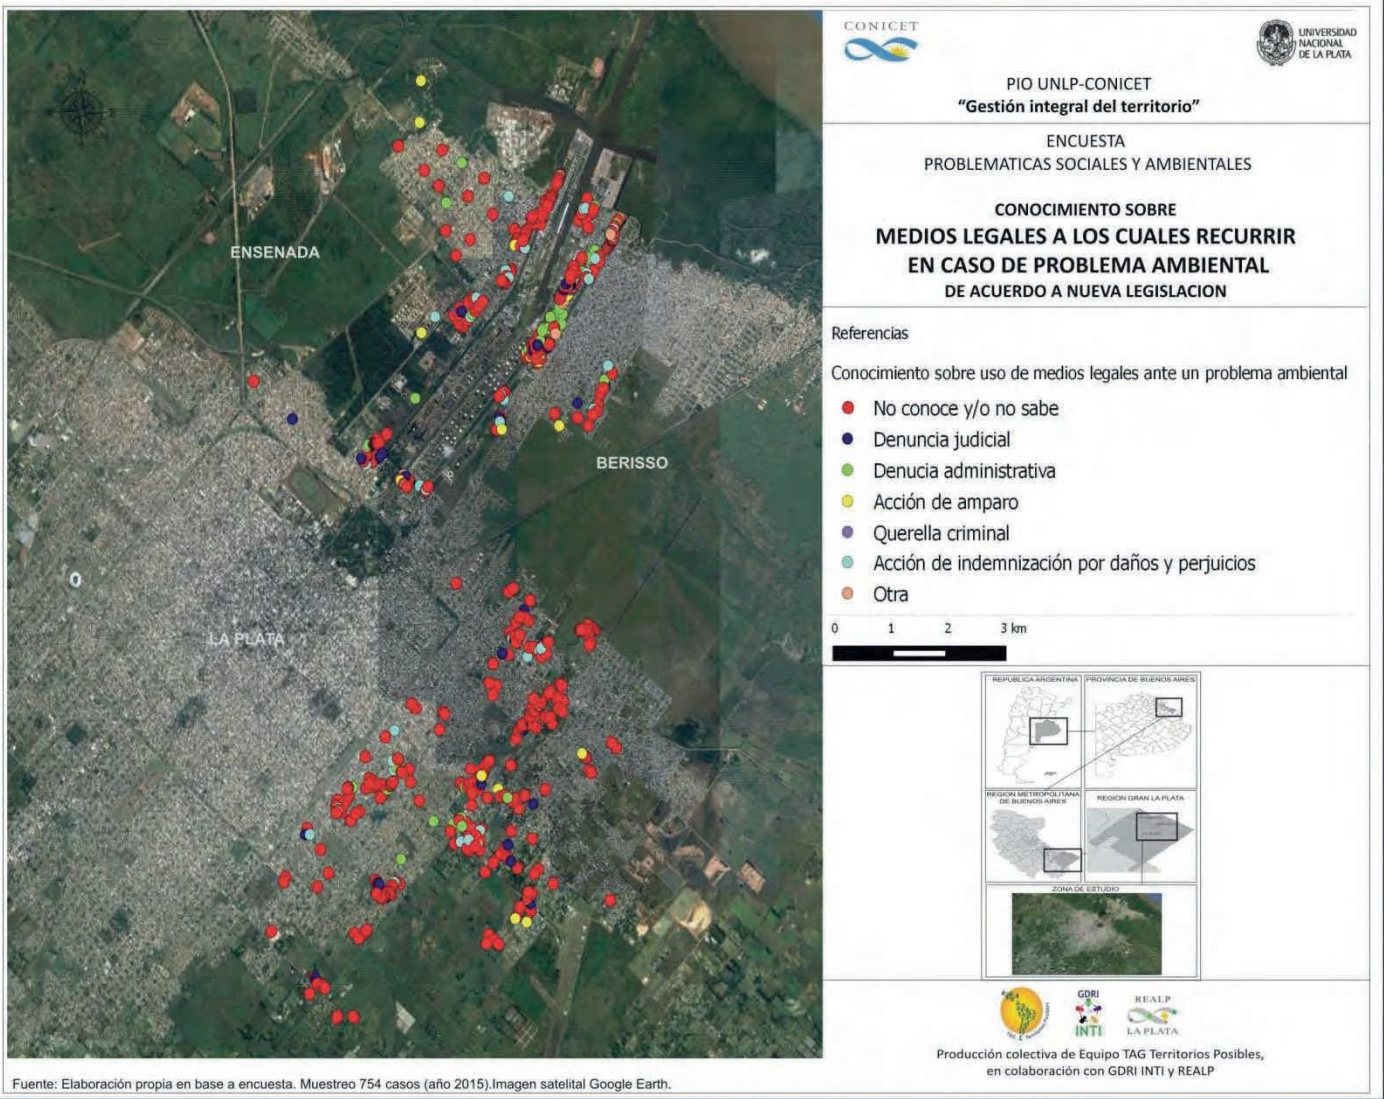 ENSENADA
BERISSO
LA PLATA
CONICET
UNIVERSIDAD
NACIONAL
DE LA PLATA
PIO UNLP-CONICET
“Gestión integral del territorio”
ENCUESTA
PROBLEMATICAS SOCIALES Y AMBIENTALES
CONOCIMIENTO SOBRE
MEDIOS LEGALES A LOS CUALES RECURRIR
EN CASO DE PROBLEMA AMBIENTAL
DE ACUERDO A NUEVA LEGISLACION
Referencias
Conocimiento sobre uso de medios legales ante un problema ambiental
No conoce y/o no sabe
Denuncia judicial
Denucia administrativa
Acción de amparo
Querella criminal
Acción de indemnización por daños y perjuicios
Otra
0 1 2 3 km
REPUBLICA ARGENTINA
PROVINCIA DE BUENOS AIRES
REGION METROPOLITANA
DE BUENOS AIRES
REGION GRAN LA PLATA
ZONA DE ESTUDIO
TAG Territorios Posibles
GDRI
INTI
REALP
LA PLATA
Producción colectiva de Equipo TAG Territorios Posibles,
en colaboración con GDRI INTI y REALP
Fuente: Elaboración propia en base a encuesta. Muestreo 754 casos (año 2015).Imagen satelital Google Earth.